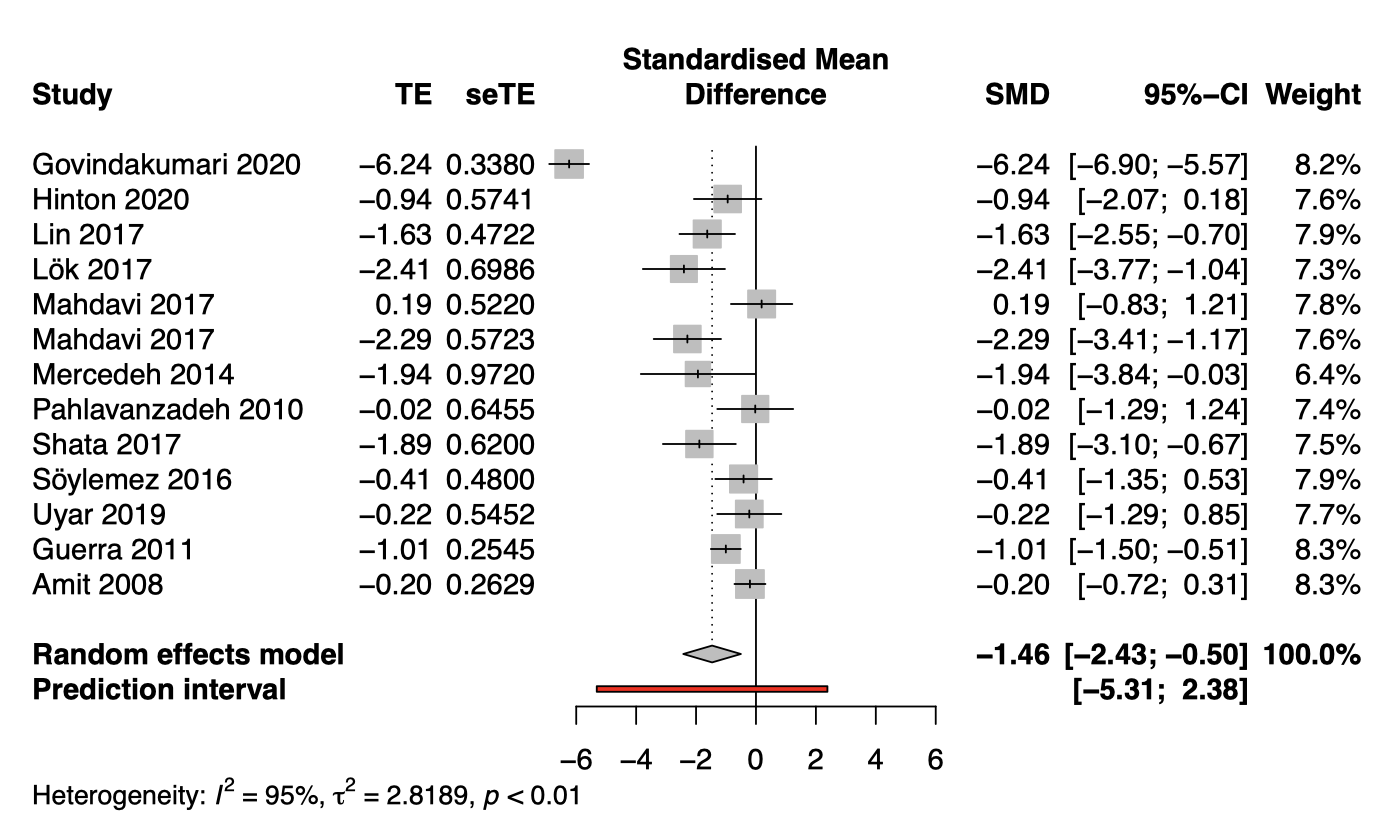 Standardised Mean
Study TE seTE Difference SMD 95%−CI Weight
Govindakumari 2020 −6.24 0.3380 −6.24 [−6.90; −5.57] 8.2%
Hinton 2020 −0.94 0.5741 −0.94 [−2.07; 0.18] 7.6%
Lin 2017 −1.63 0.4722 −1.63 [−2.55; −0.70] 7.9%
Lök 2017 −2.41 0.6986 −2.41 [−3.77; −1.04] 7.3%
Mahdavi 2017 0.19 0.5220 0.19 [−0.83; 1.21] 7.8%
Mahdavi 2017 −2.29 0.5723 −2.29 [−3.41; −1.17] 7.6%
Mercedeh 2014 −1.94 0.9720 −1.94 [−3.84; −0.03] 6.4%
Pahlavanzadeh 2010 −0.02 0.6455 −0.02 [−1.29; 1.24] 7.4%
Shata 2017 −1.89 0.6200 −1.89 [−3.10; −0.67] 7.5%
Söylemez 2016 −0.41 0.4800 −0.41 [−1.35; 0.53] 7.9%
Uyar 2019 −0.22 0.5452 −0.22 [−1.29; 0.85] 7.7%
Guerra 2011 −1.01 0.2545 −1.01 [−1.50; −0.51] 8.3%
Amit 2008 −0.20 0.2629 −0.20 [−0.72; 0.31] 8.3%
Random effects model −1.46 [−2.43; −0.50] 100.0%
Prediction interval [−5.31; 2.38]
−6 −4 −2 0 2 4 6
Heterogeneity: I² = 95%, τ² = 2.8189, p < 0.01